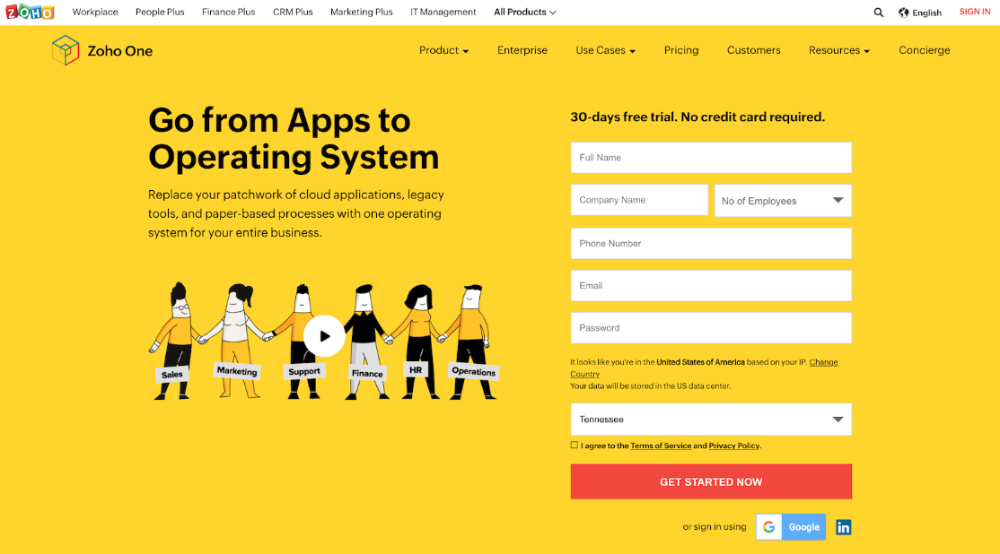 ZOHO Workplace People Plus Finance Plus CRM Plus Marketing Plus IT Management All Products English SIGN IN
Zoho One Product Enterprise Use Cases Pricing Customers Resources Concierge
Go from Apps to
Operating System
Replace your patchwork of cloud applications, legacy
tools, and paper-based processes with one operating
system for your entire business.
Sales Marketing Support Finance HR Operations
30-days free trial. No credit card required.
Full Name
Company Name No of Employees
Phone Number
Email
Password
It looks like you're in the United States of America based on your IP. Change
Country
Your data will be stored in the US data center.
Tennessee
I agree to the Terms of Service and Privacy Policy.
GET STARTED NOW
or sign in using G Google in